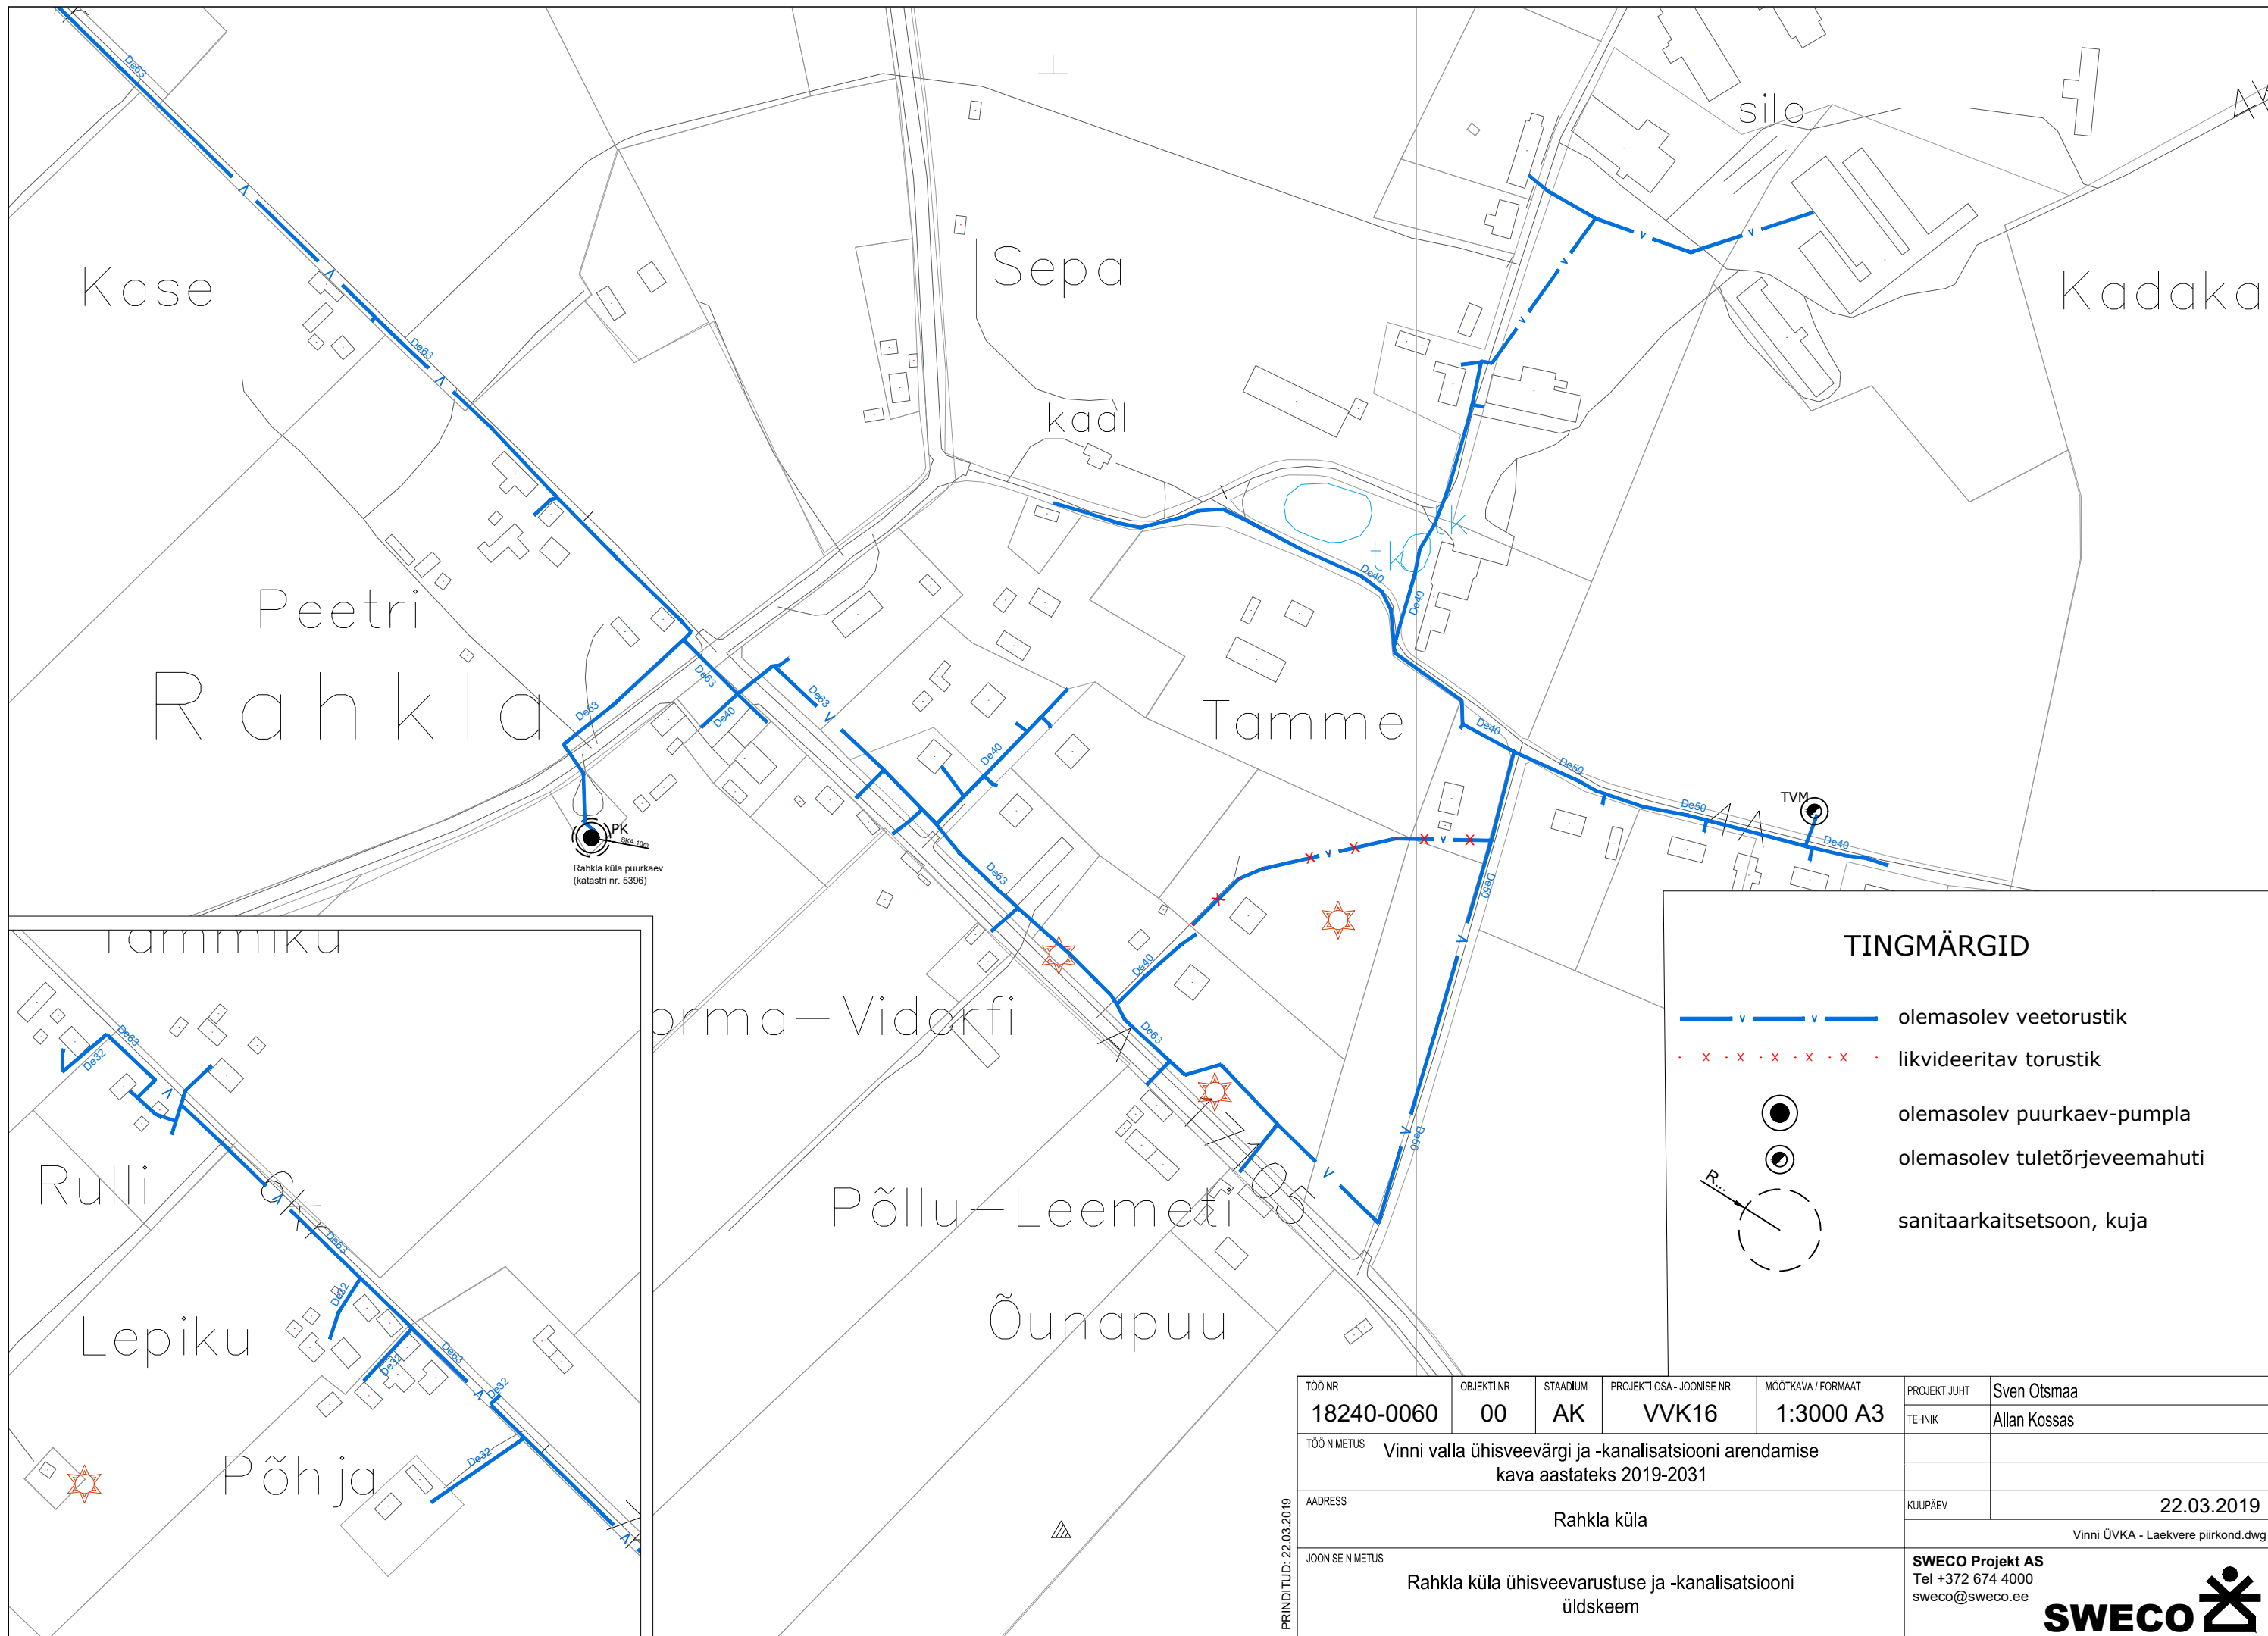 De63
silo
Sepa
Kase
Kadaka
De63
kaal
tk
tk
De40
De40
Peetri
Rahkla
De63
De63
De63
De40
De40
Tamme
De40
De50
De50
TVM
De40
PK
SKA 10m
Rahkla küla puurkaev
(katastri nr. 5396)
De63
De50
De40
De63
De50
orma-Vidorfi
Põllu-Leemeti
Õunapuu
Tammiku
De63
De32
Rulli
De63
De32
Lepiku
De63
De32
De32
De32
Põhja
TINGMÄRGID
v v
olemasolev veetorustik
x x x x x
likvideeritav torustik
olemasolev puurkaev-pumpla
olemasolev tuletõrjeveemahuti
R...
sanitaarkaitsetsoon, kuja
TÖÖ NR
OBJEKTI NR
STAADIUM
PROJEKTI OSA - JOONISE NR
MÕÕTKAVA / FORMAAT
18240-0060
00
AK
VVK16
1:3000 A3
PROJEKTIJUHT
Sven Otsmaa
TEHNIK
Allan Kossas
TÖÖ NIMETUS
Vinni valla ühisveevärgi ja -kanalisatsiooni arendamise
kava aastateks 2019-2031
AADRESS
Rahkla küla
KUUPÄEV
22.03.2019
Vinni ÜVKA - Laekvere piirkond.dwg
JOONISE NIMETUS
Rahkla küla ühisveevarustuse ja -kanalisatsiooni
üldskeem
SWECO Projekt AS
Tel +372 674 4000
sweco@sweco.ee
SWECO
PRINDITUD: 22.03.2019